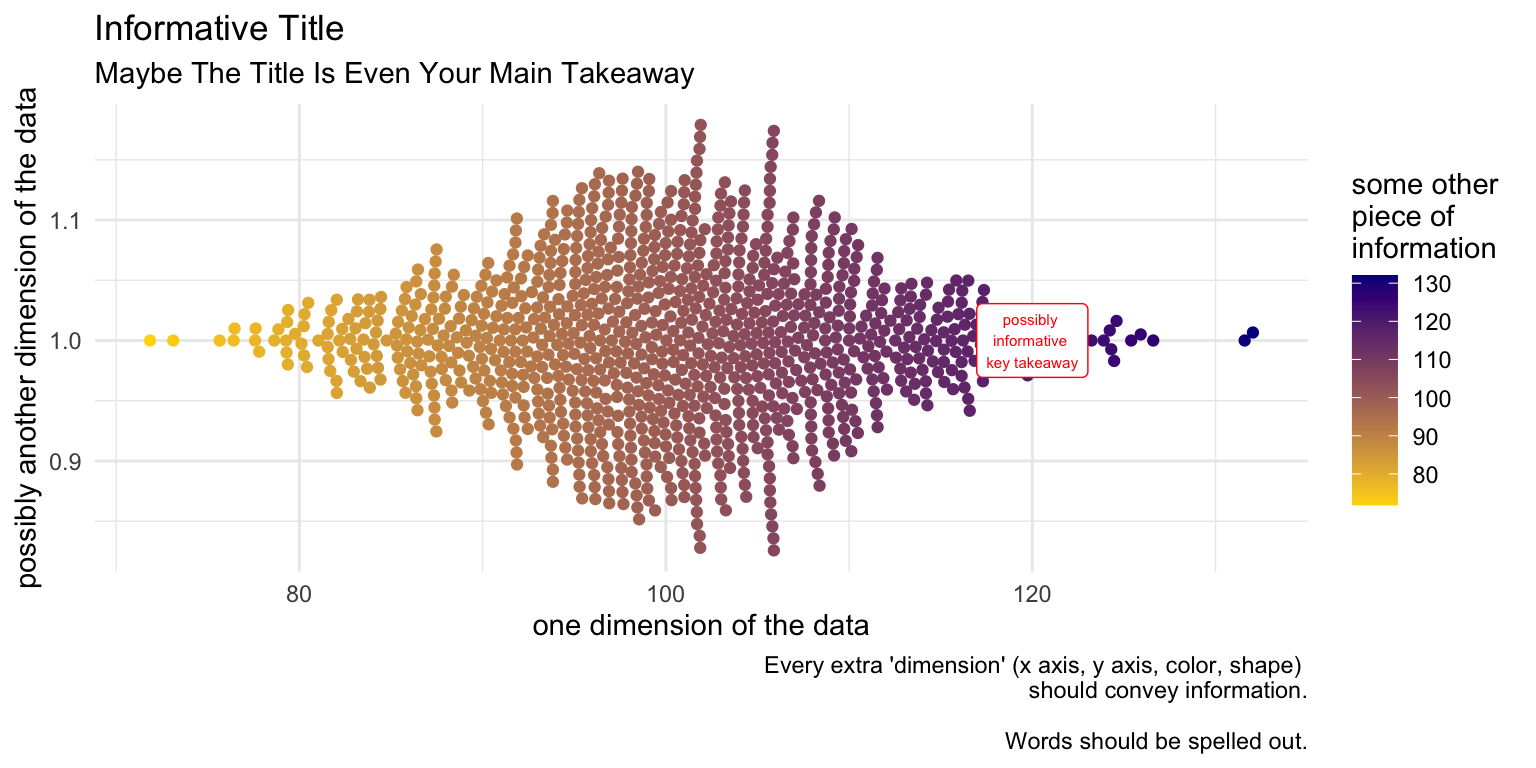 Informative Title
Maybe The Title Is Even Your Main Takeaway
possibly another dimension of the data
1.1
1.0
0.9
possibly
informative
key takeaway
80
100
120
one dimension of the data
some other
piece of
information
130
120
110
100
90
80
Every extra 'dimension' (x axis, y axis, color, shape)
should convey information.
Words should be spelled out.